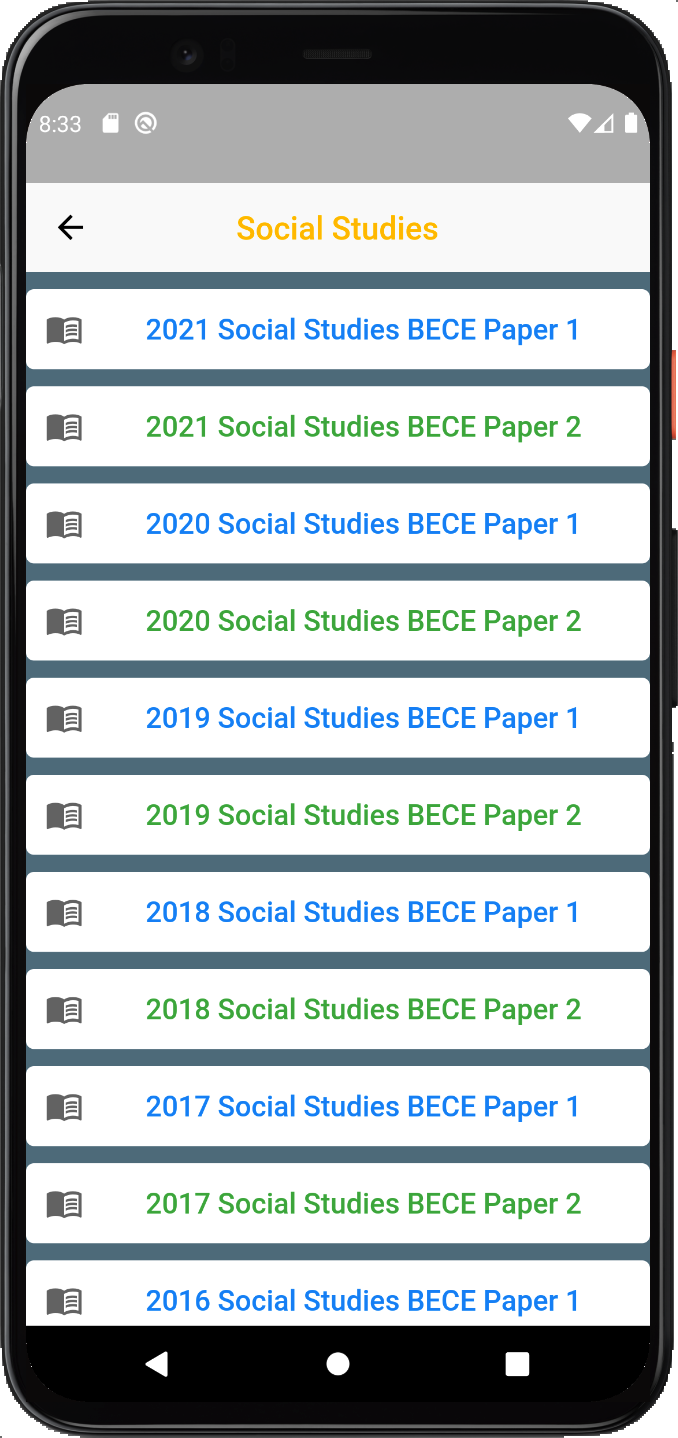 8:33
Social Studies
2021 Social Studies BECE Paper 1
2021 Social Studies BECE Paper 2
2020 Social Studies BECE Paper 1
2020 Social Studies BECE Paper 2
2019 Social Studies BECE Paper 1
2019 Social Studies BECE Paper 2
2018 Social Studies BECE Paper 1
2018 Social Studies BECE Paper 2
2017 Social Studies BECE Paper 1
2017 Social Studies BECE Paper 2
2016 Social Studies BECE Paper 1